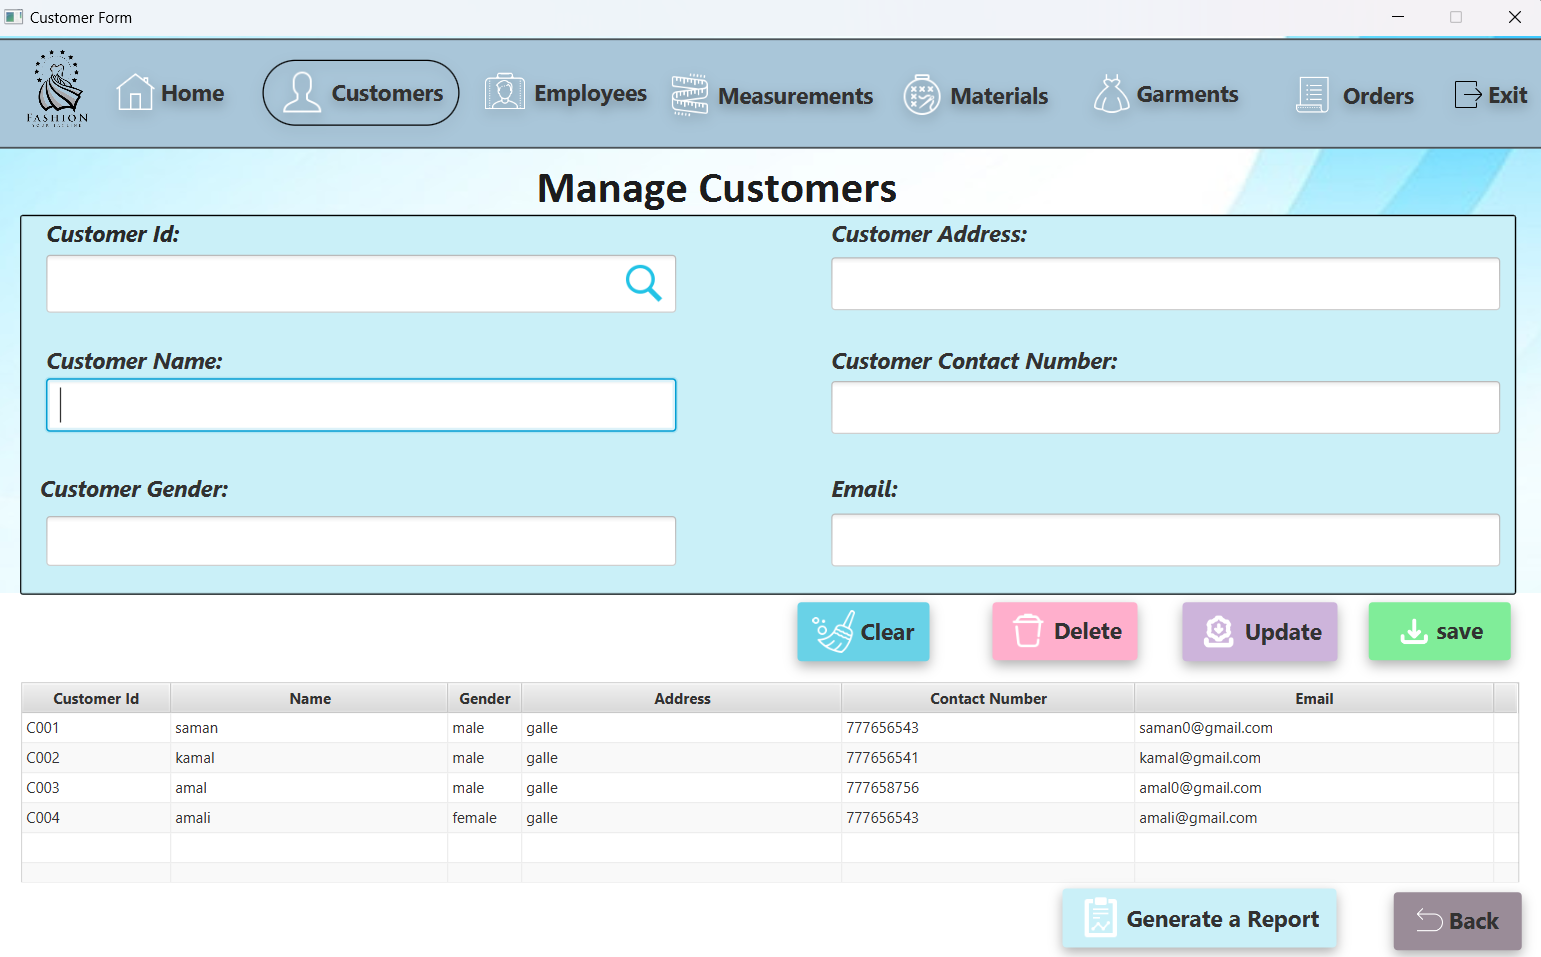 Customer Form
FASHION
Home
Customers
Employees
Measurements
Materials
Garments
Orders
Exit
Manage Customers
Customer Id:
Customer Address:
Customer Name:
Customer Contact Number:
Customer Gender:
Email:
Clear
Delete
Update
save
Customer Id Name Gender Address Contact Number Email
C001 saman male galle 777656543 saman0@gmail.com
C002 kamal male galle 777656541 kamal@gmail.com
C003 amal male galle 777658756 amal0@gmail.com
C004 amali female galle 777656543 amali@gmail.com
Generate a Report
Back